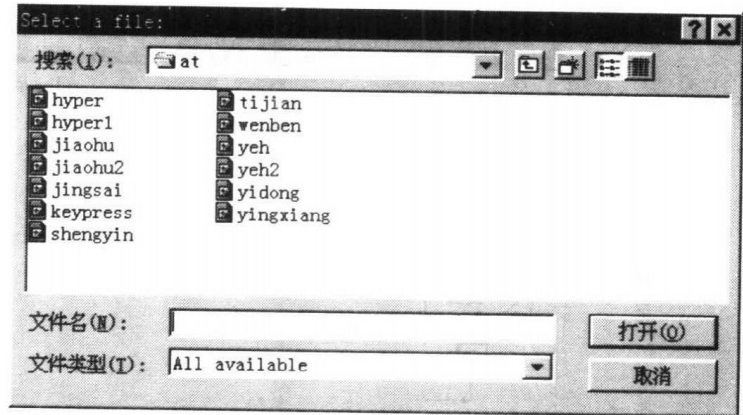 Select a file:
搜索(I): at
hyper
hyper1
jiaohu
jiaohu2
jingsai
keypress
shengyin
tijian
wenben
yeh
yeh2
yidong
yingxiang
文件名(N):
打开(O)
文件类型(T): All available
取消